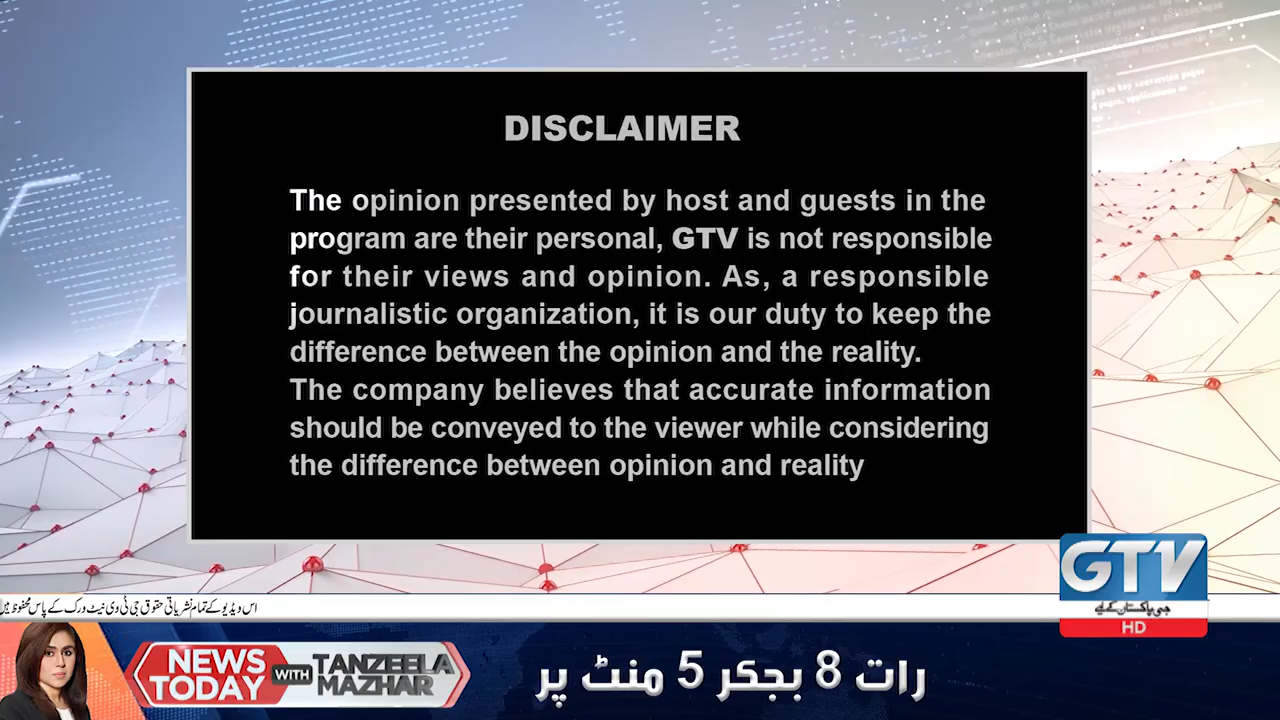 DISCLAIMER
The opinion presented by host and guests in the
program are their personal, GTV is not responsible
for their views and opinion. As, a responsible
journalistic organization, it is our duty to keep the
difference between the opinion and the reality.
The company believes that accurate information
should be conveyed to the viewer while considering
the difference between opinion and reality
GTV
جی پاکستان کے لیے
HD
اس ویڈیو کے تمام نشریاتی حقوق جی ٹی وی نیٹ ورک کے پاس محفوظ ہیں
NEWS TODAY WITH TANZEELA MAZHAR
رات 8 بجکر 5 منٹ پر